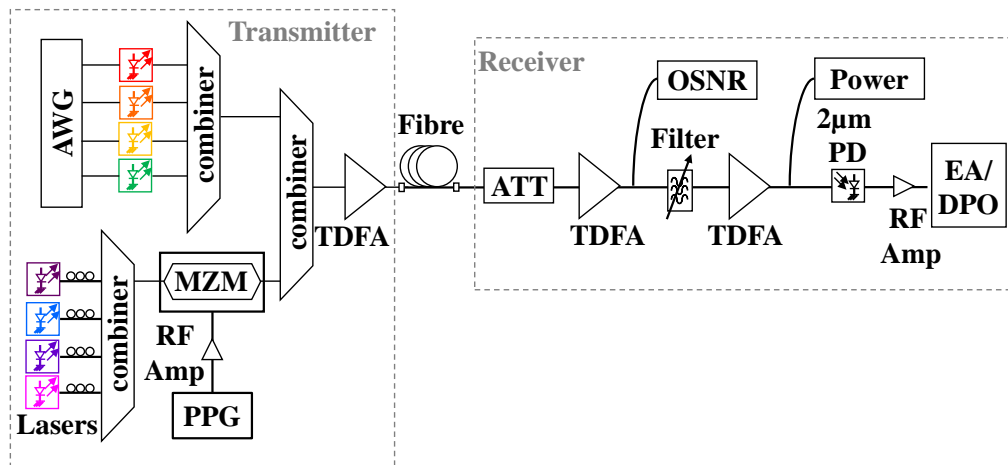 Transmitter
AWG
combiner
combiner
TDFA
combiner
MZM
RF
Amp
PPG
Lasers
Fibre
Receiver
OSNR
Power
Filter
2μm
PD
ATT
TDFA
TDFA
RF
Amp
EA/
DPO